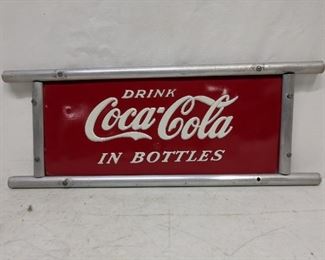 DRINK
Coca-Cola
IN BOTTLES